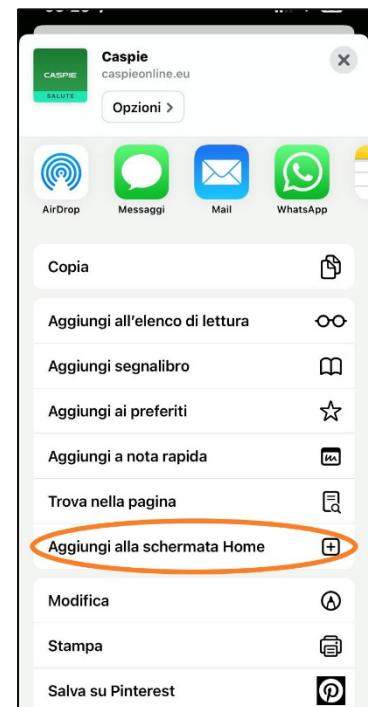 Caspie
caspieonline.eu
CASPIE
SALUTE
Opzioni >
AirDrop
Messaggi
Mail
WhatsApp
Copia
Aggiungi all'elenco di lettura
Aggiungi segnalibro
Aggiungi ai preferiti
Aggiungi a nota rapida
Trova nella pagina
Aggiungi alla schermata Home
Modifica
Stampa
Salva su Pinterest